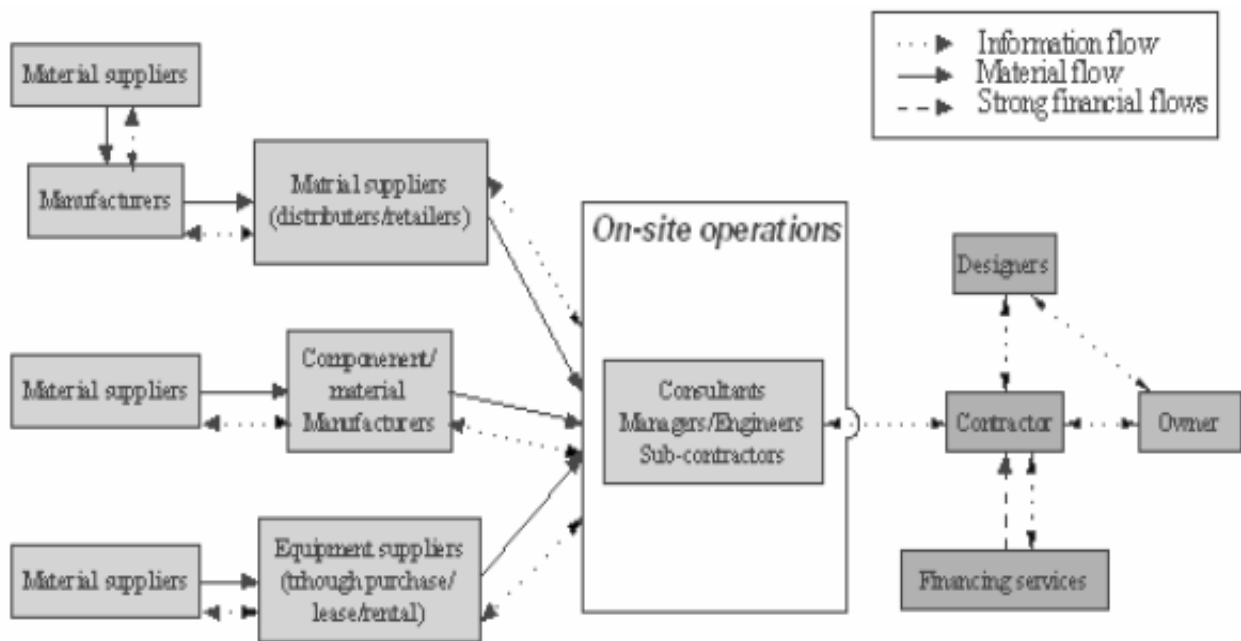 Material suppliers
Manufacturers
Matrial suppliers
(distributers/retailers)
Material suppliers
Componenent/
material
Manufacturers
Material suppliers
Equipment suppliers
(trhough purchase/
lease/rental)
On-site operations
Consultants
Managers/Engineers
Sub-contractors
Information flow
Material flow
Strong financial flows
Designers
Contractor
Owner
Financing services